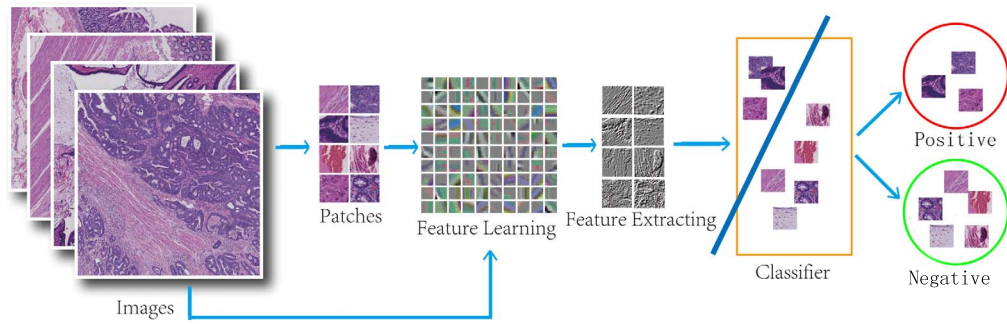 Images
Patches
Feature Learning
Feature Extracting
Classifier
Positive
Negative